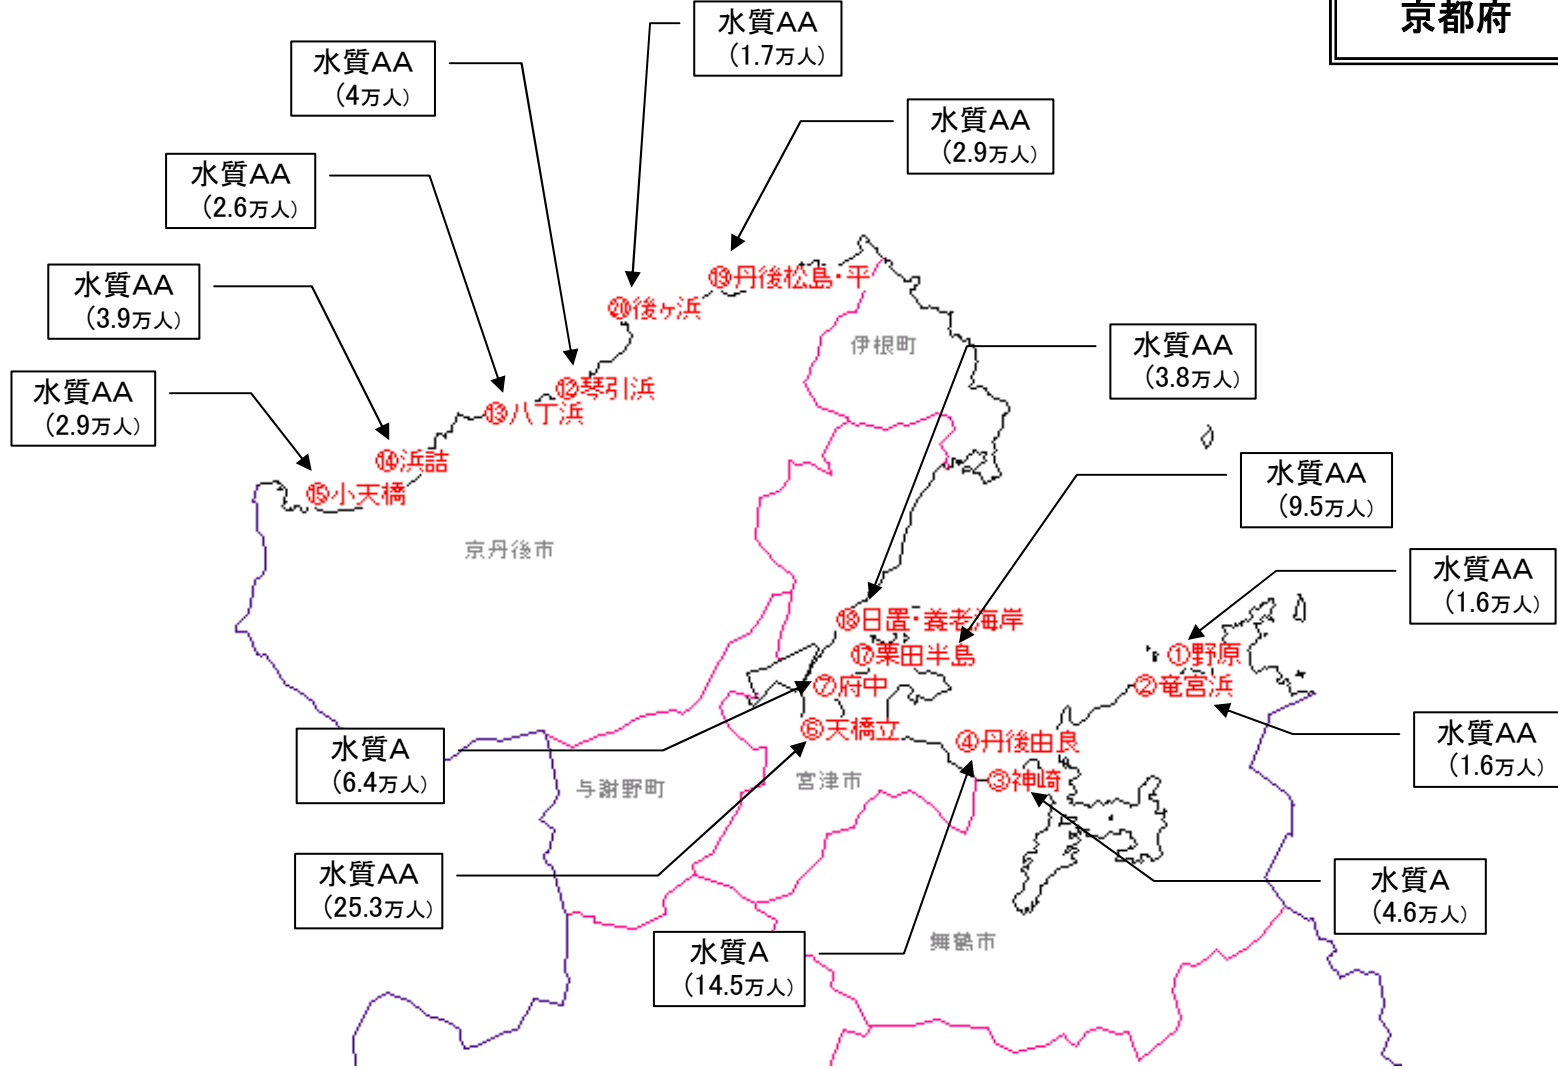 京都府
水質AA
（1.7万人）
水質AA
（4万人）
水質AA
（2.9万人）
水質AA
（2.6万人）
水質AA
（3.9万人）
水質AA
（2.9万人）
⑲丹後松島・平
⑳後ヶ浜
伊根町
水質AA
（3.8万人）
⑫琴引浜
⑬八丁浜
⑭浜詰
⑮小天橋
水質AA
（9.5万人）
京丹後市
水質AA
（1.6万人）
⑱日置・養老海岸
⑰栗田半島
①野原
②竜宮浜
⑦府中
⑥天橋立
④丹後由良
③神崎
水質A
（6.4万人）
水質AA
（1.6万人）
与謝野町
宮津市
水質AA
（25.3万人）
水質A
（4.6万人）
水質A
（14.5万人）
舞鶴市